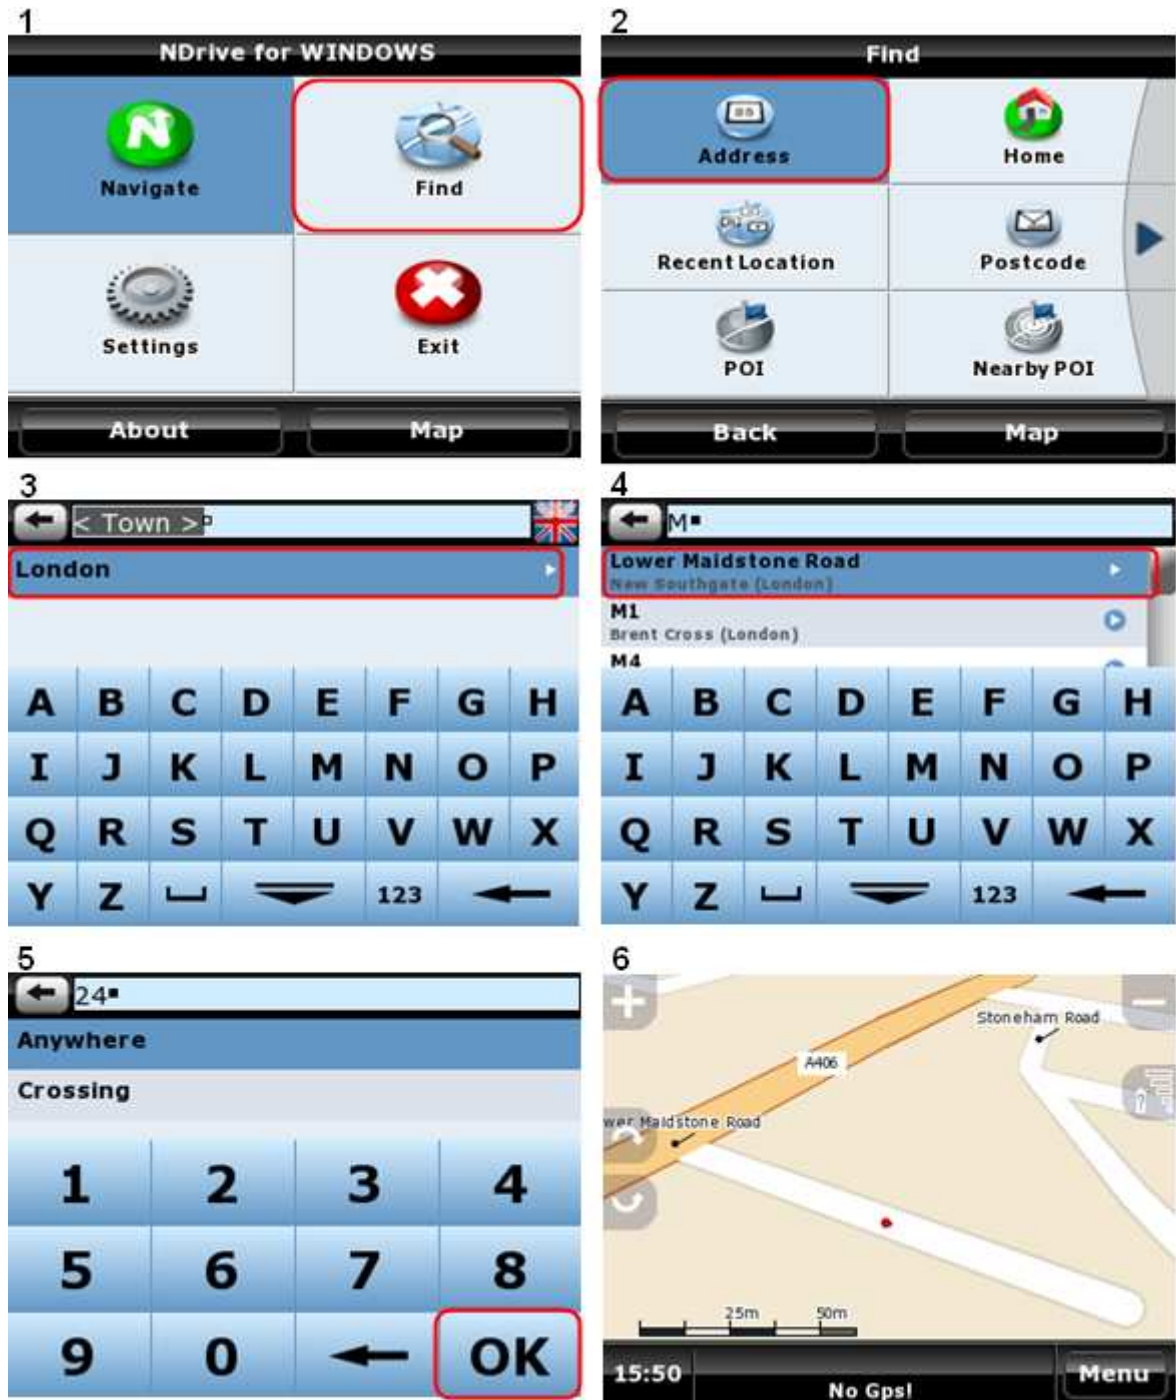 1
NDrive for WINDOWS
Navigate
Find
Settings
Exit
About
Map
2
Find
Address
Home
Recent Location
Postcode
POI
Nearby POI
Back
Map
3
< Town >
London
A B C D E F G H
I J K L M N O P
Q R S T U V W X
Y Z 123
4
M
Lower Maidstone Road
New Southgate (London)
M1
Brent Cross (London)
M4
A B C D E F G H
I J K L M N O P
Q R S T U V W X
Y Z 123
5
24
Anywhere
Crossing
1 2 3 4
5 6 7 8
9 0 OK
6
Stoneham Road
A406
wer Maidstone Road
?
25m 50m
15:50
No Gps!
Menu